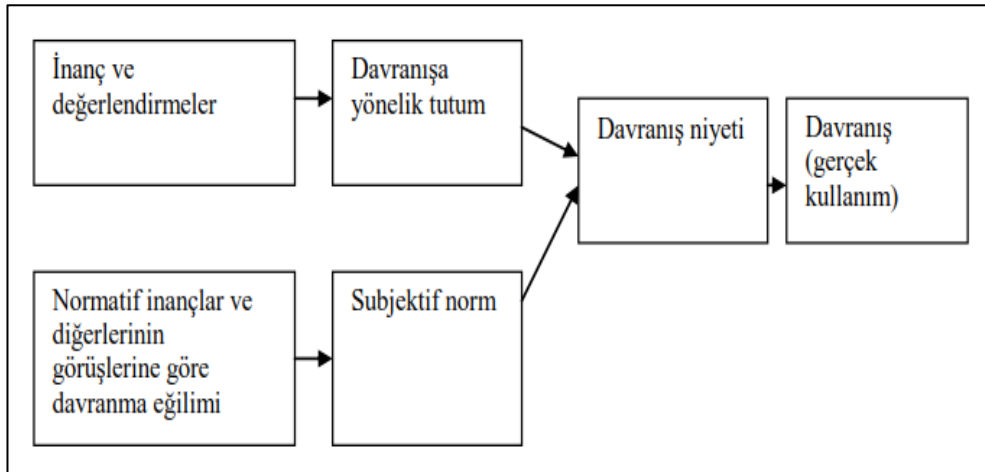 İnanç ve
değerlendirmeler
Davranışa
yönelik tutum
Davranış niyeti
Davranış
(gerçek
kullanım)
Normatif inançlar ve
diğerlerinin
görüşlerine göre
davranma eğilimi
Subjektif norm